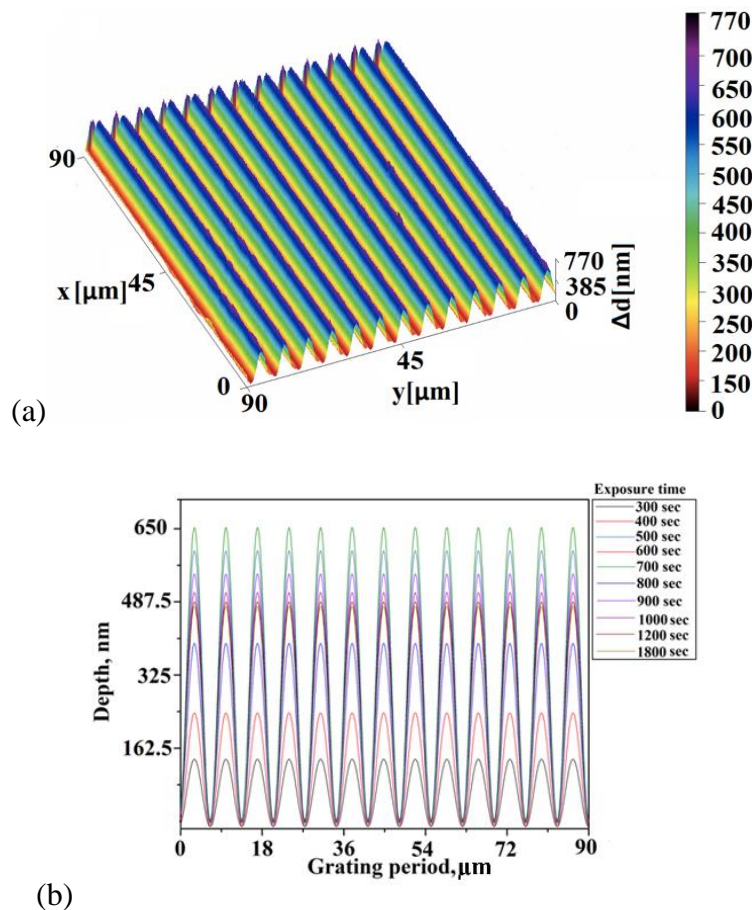 770
700
650
600
550
500
450
400
350
300
250
200
150
0
90
x [μm]
45
0
90
y[μm]
45
770
385
0
Δd[nm]
(a)
Exposure time
300 sec
400 sec
500 sec
600 sec
700 sec
800 sec
900 sec
1000 sec
1200 sec
1800 sec
650
487.5
325
162.5
Depth, nm
0 18 36 54 72 90
Grating period,μm
(b)